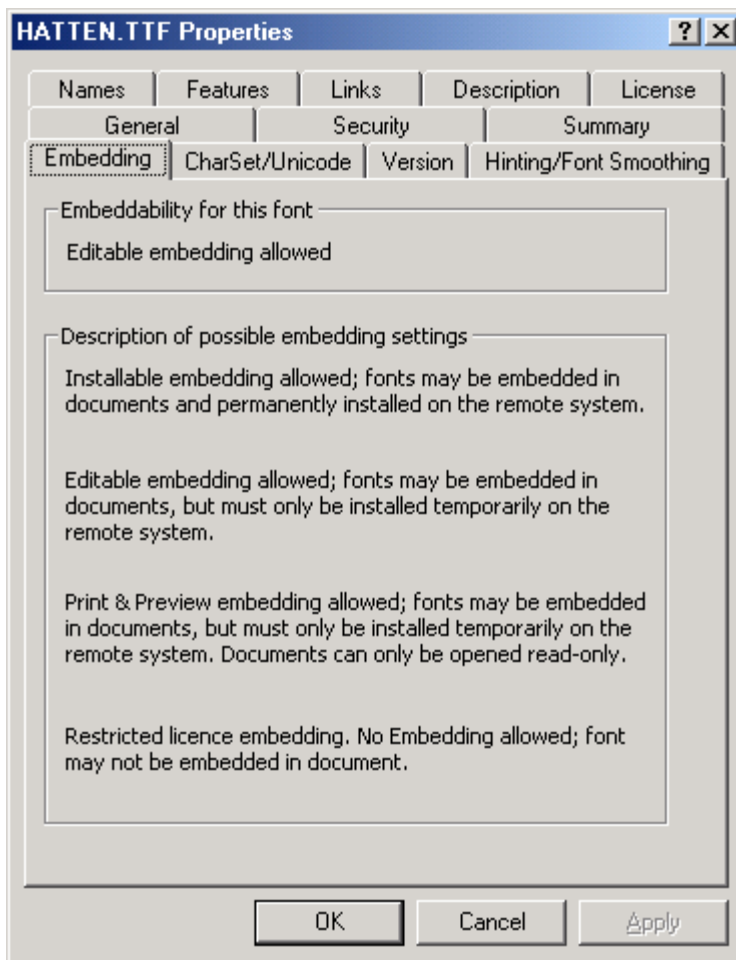 HATTEN.TTF Properties
Names Features Links Description License
General Security Summary
Embedding CharSet/Unicode Version Hinting/Font Smoothing
Embeddability for this font
Editable embedding allowed
Description of possible embedding settings
Installable embedding allowed; fonts may be embedded in
documents and permanently installed on the remote system.
Editable embedding allowed; fonts may be embedded in
documents, but must only be installed temporarily on the
remote system.
Print & Preview embedding allowed; fonts may be embedded
in documents, but must only be installed temporarily on the
remote system. Documents can only be opened read-only.
Restricted licence embedding. No Embedding allowed; font
may not be embedded in document.
OK Cancel Apply